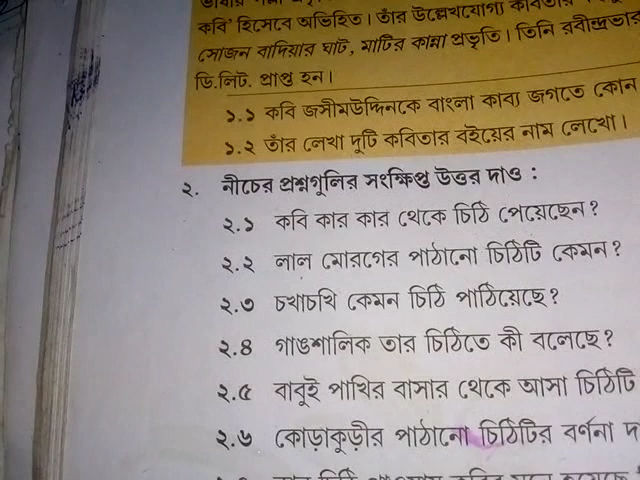 কবি' হিসেবে অভিহিত। তাঁর উল্লেখযোগ্য
সোজন বাদিয়ার ঘাট, মাটির কান্না প্রভৃতি। তিনি রবীন্দ্রভার
ডি.লিট. প্রাপ্ত হন।
১.১ কবি জসীমউদ্দিনকে বাংলা কাব্য জগতে কোন
১.২ তাঁর লেখা দুটি কবিতার বইয়ের নাম লেখো।
২. নীচের প্রশ্নগুলির সংক্ষিপ্ত উত্তর দাও :
২.১ কবি কার কার থেকে চিঠি পেয়েছেন?
২.২ লাল মোরগের পাঠানো চিঠিটি কেমন?
২.৩ চখাচখি কেমন চিঠি পাঠিয়েছে?
২.৪ গাঙশালিক তার চিঠিতে কী বলেছে?
২.৫ বাবুই পাখির বাসার থেকে আসা চিঠিটি
২.৬ কোড়াকুড়ীর পাঠানো চিঠিটির বর্ণনা দ